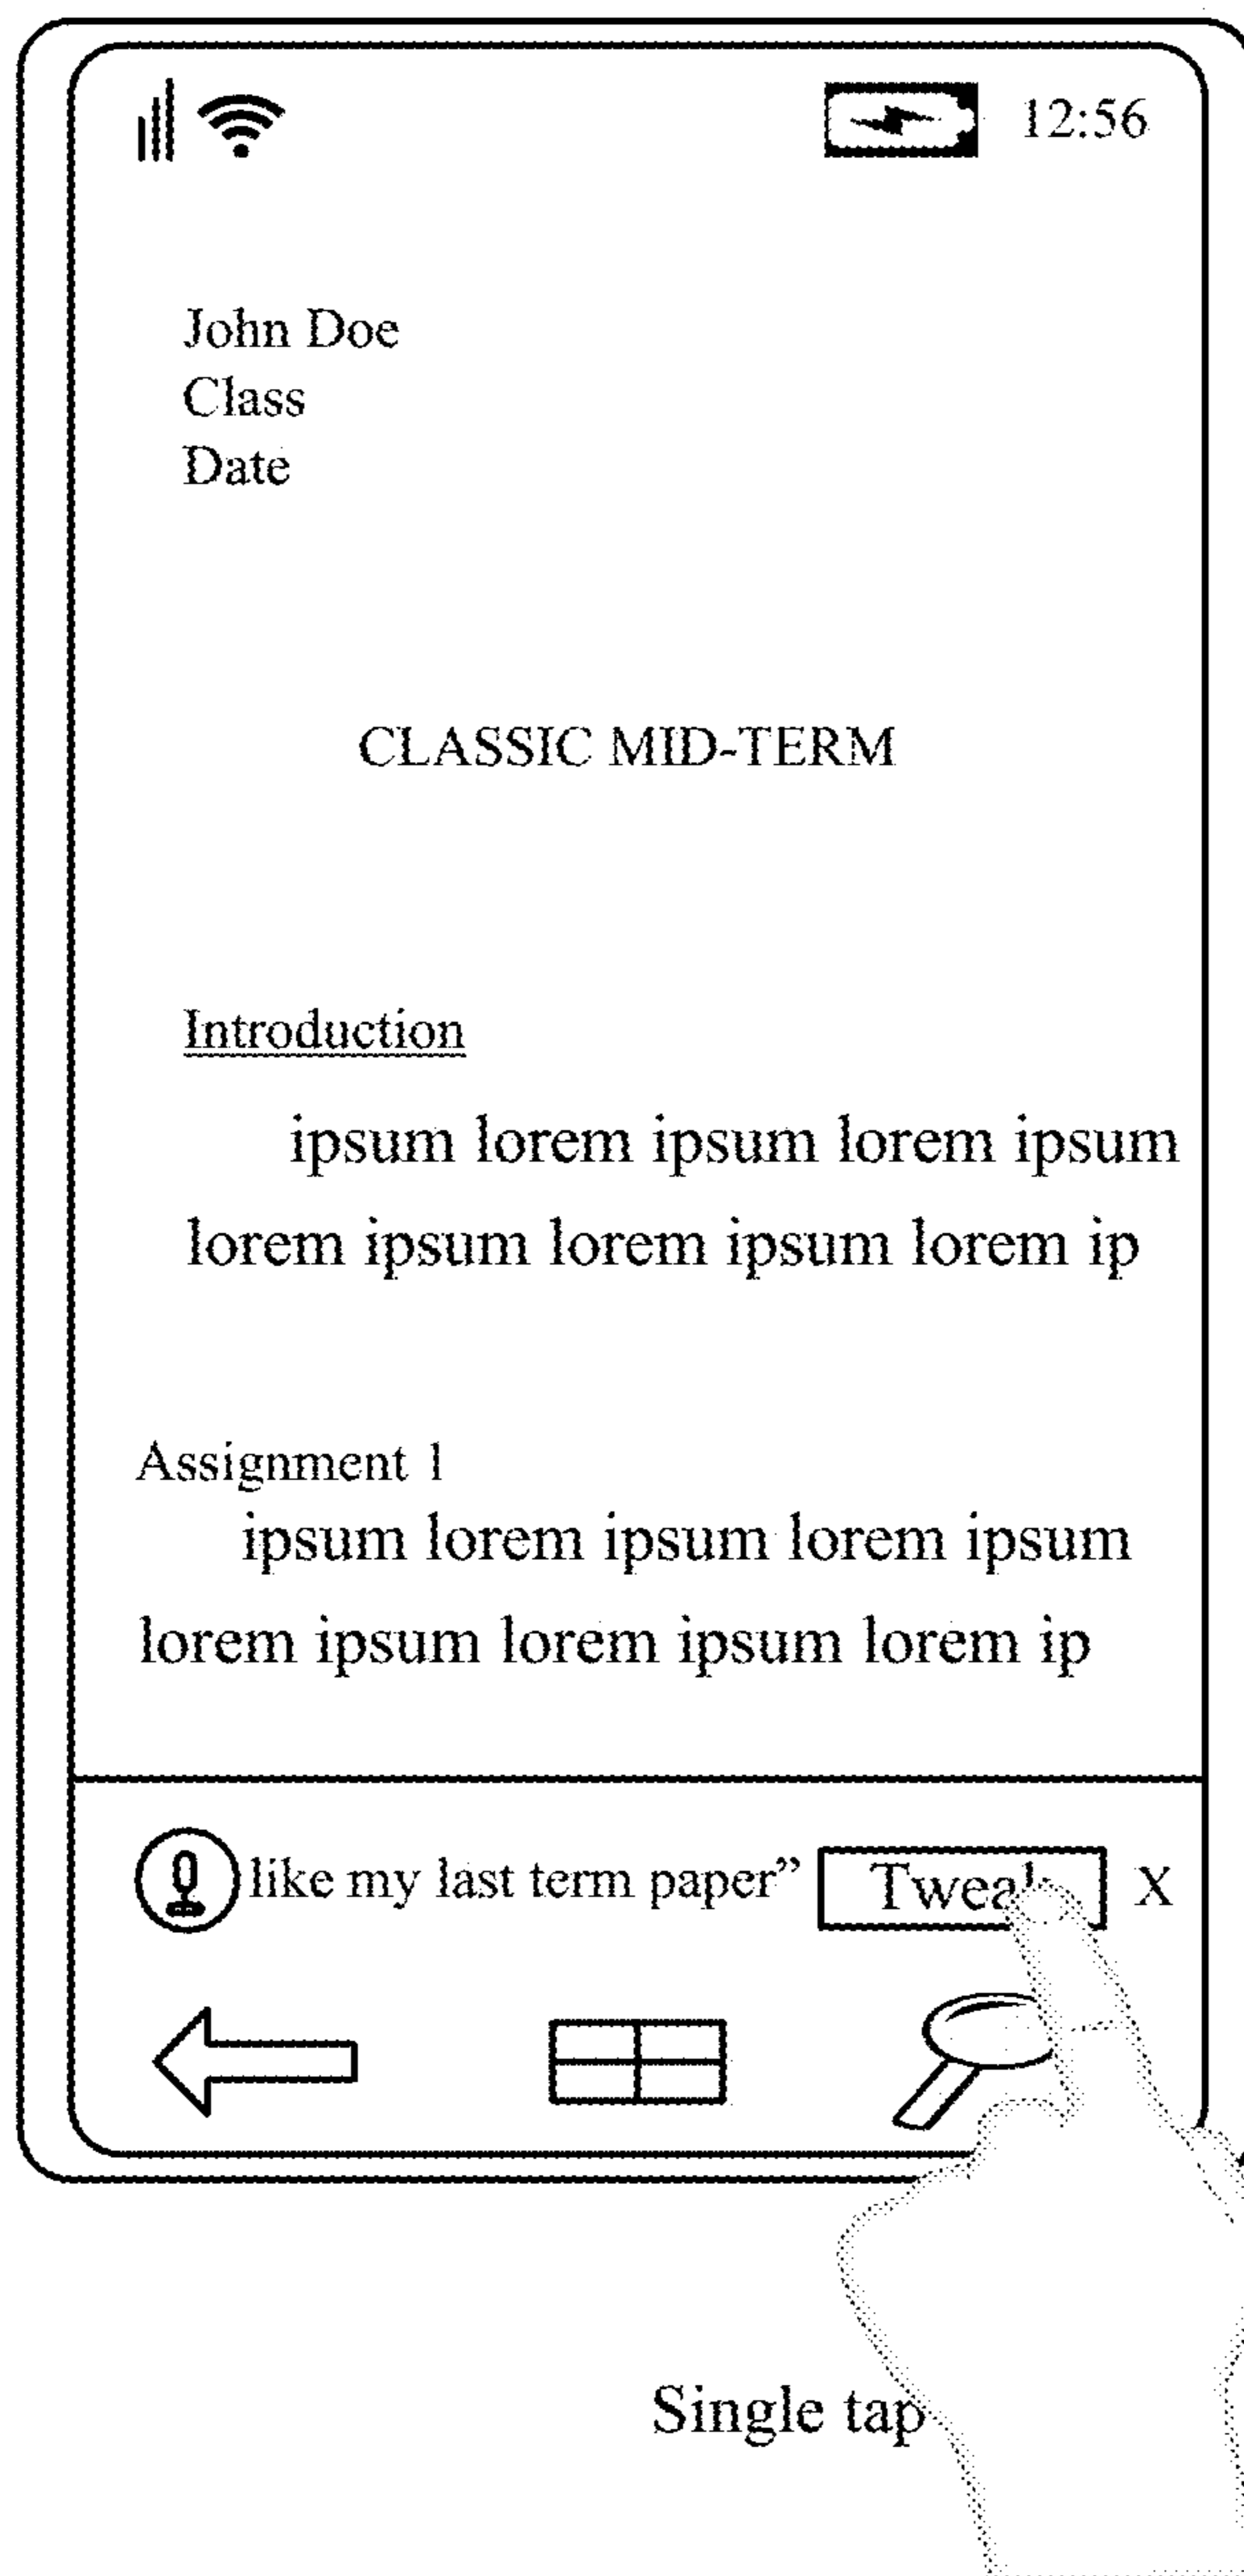 12:56
John Doe
Class
Date
CLASSIC MID-TERM
Introduction
ipsum lorem ipsum lorem ipsum
lorem ipsum lorem ipsum lorem ip
Assignment 1
ipsum lorem ipsum lorem ipsum
lorem ipsum lorem ipsum lorem ip
like my last term paper” Tweak X
Single tap